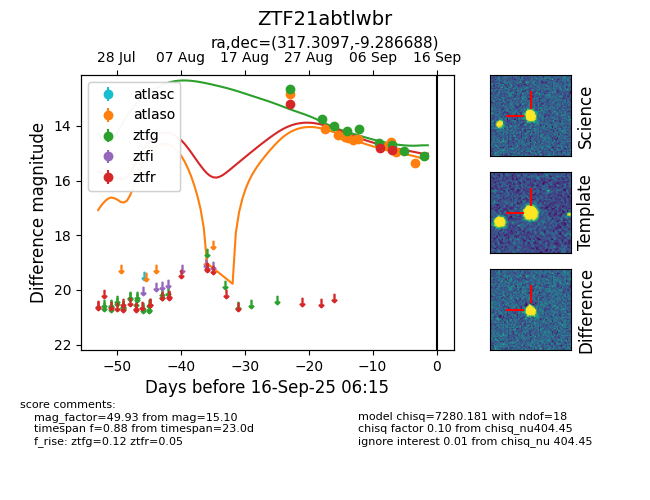 ZTF21abtlwbr
ra,dec=(317.3097,-9.286688)
28 Jul 07 Aug 17 Aug 27 Aug 06 Sep 16 Sep
atlasc
atlaso
ztfg
ztfi
ztfr
14
16
18
20
22
Difference magnitude
−50 −40 −30 −20 −10 0
Days before 16-Sep-25 06:15
Science
Template
Difference
score comments:
mag_factor=49.93 from mag=15.10
timespan f=0.88 from timespan=23.0d
f_rise: ztfg=0.12 ztfr=0.05
model chisq=7280.181 with ndof=18
chisq factor 0.10 from chisq_nu404.45
ignore interest 0.01 from chisq_nu 404.45